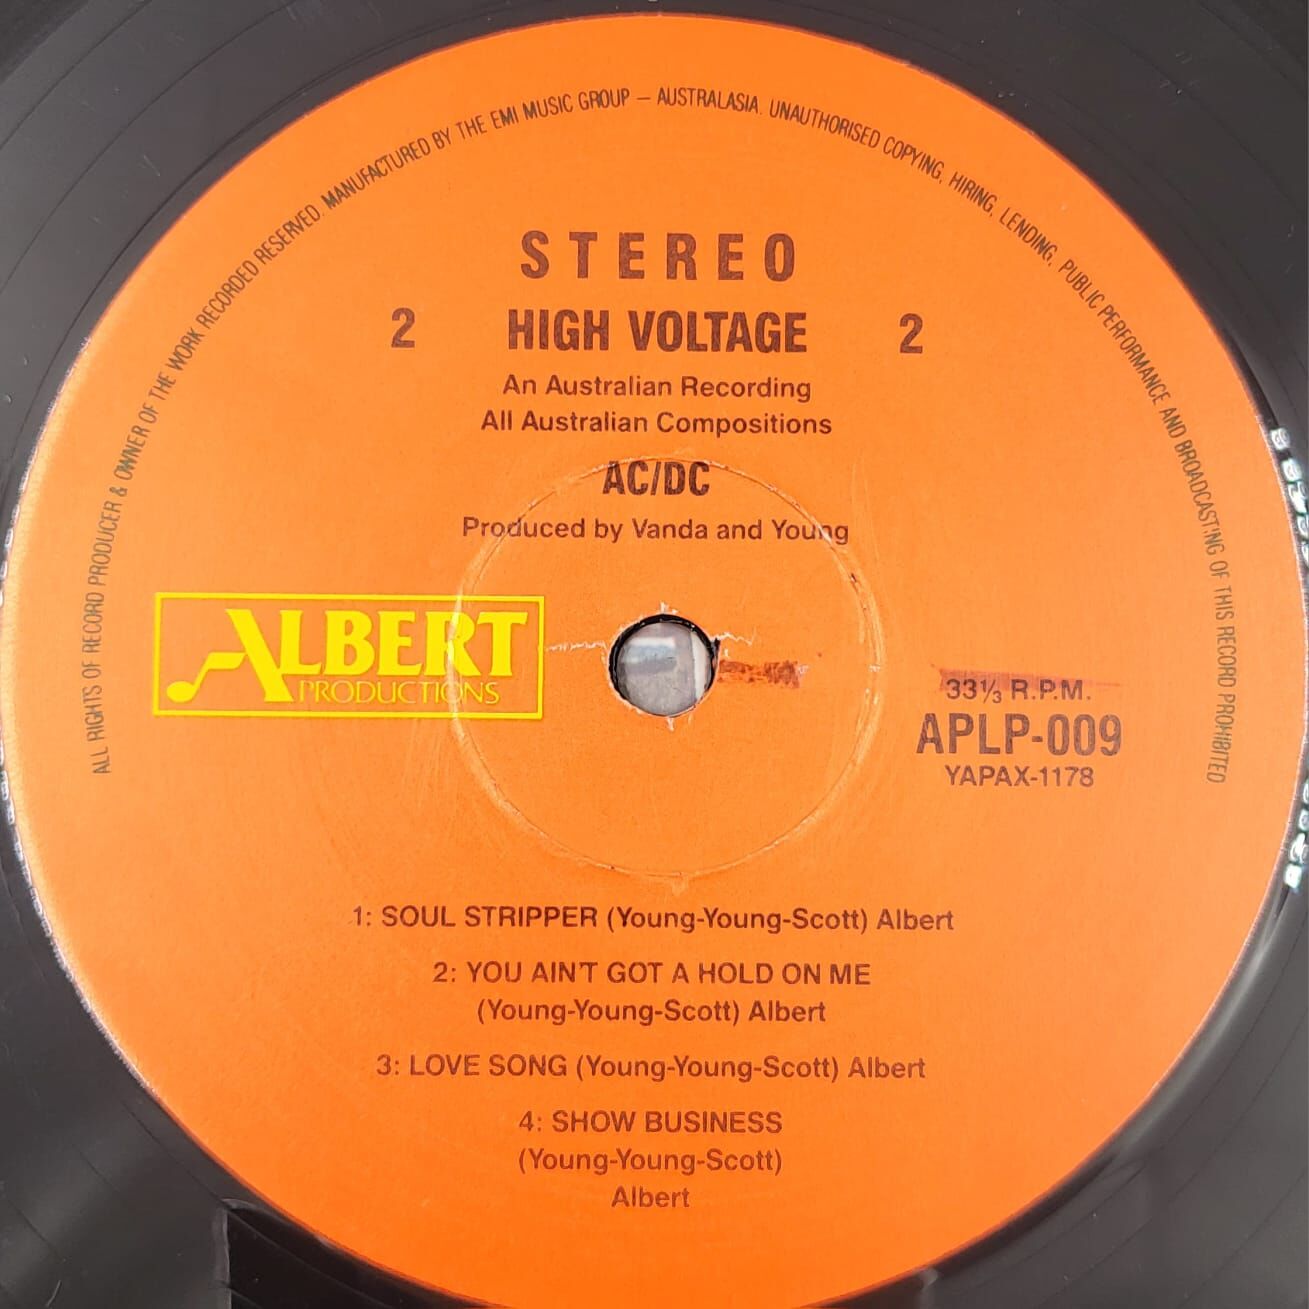 ALL RIGHTS OF RECORD PRODUCER & OWNER OF THE WORK RECORDED RESERVED. MANUFACTURED BY THE EMI MUSIC GROUP – AUSTRALASIA. UNAUTHORISED COPYING, HIRING, LENDING, PUBLIC PERFORMANCE AND BROADCASTING OF THIS RECORD PROHIBITED
STEREO
2 HIGH VOLTAGE 2
An Australian Recording
All Australian Compositions
AC/DC
Produced by Vanda and Young
ALBERT
PRODUCTIONS
33⅓ R.P.M.
APLP-009
YAPAX-1178
1: SOUL STRIPPER (Young-Young-Scott) Albert
2: YOU AIN'T GOT A HOLD ON ME
(Young-Young-Scott) Albert
3: LOVE SONG (Young-Young-Scott) Albert
4: SHOW BUSINESS
(Young-Young-Scott)
Albert